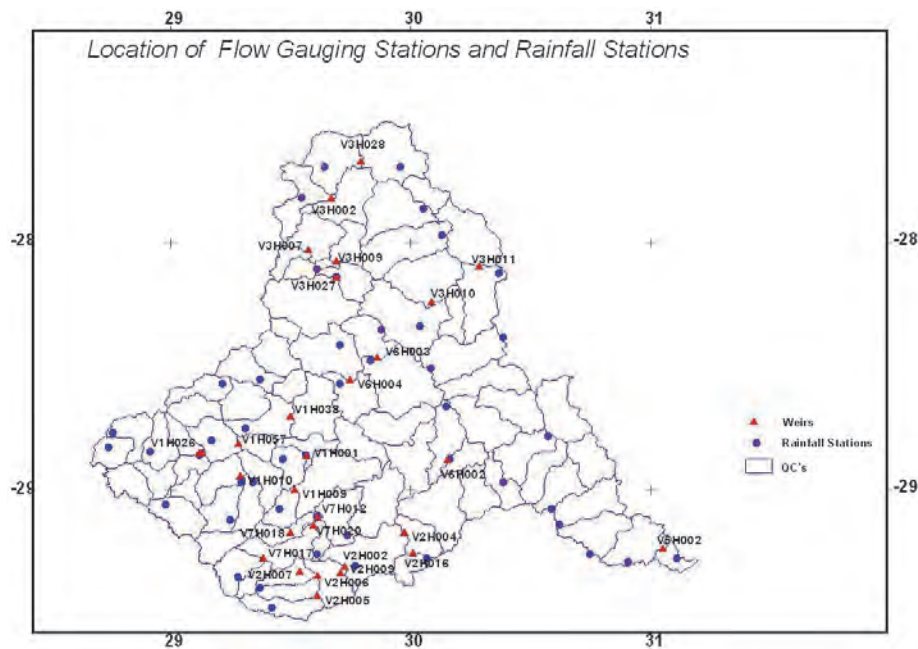 29 30 31
Location of Flow Gauging Stations and Rainfall Stations
V3H028
V3H002
-28 -28
V3H007
V3H009
V3H011
V3H027
V3H010
V6H003
V6H004
V1H038
Weirs
V1H026
V1H057
Rainfall Stations
V1H001
V6H002
QC's
V1H010
-29 -29
V1H009
V7H012
V7H018
V7H020
V2H004
V5H002
V7H017
V2H002
V2H016
V2H007
V2H009
V2H006
V2H005
29 30 31